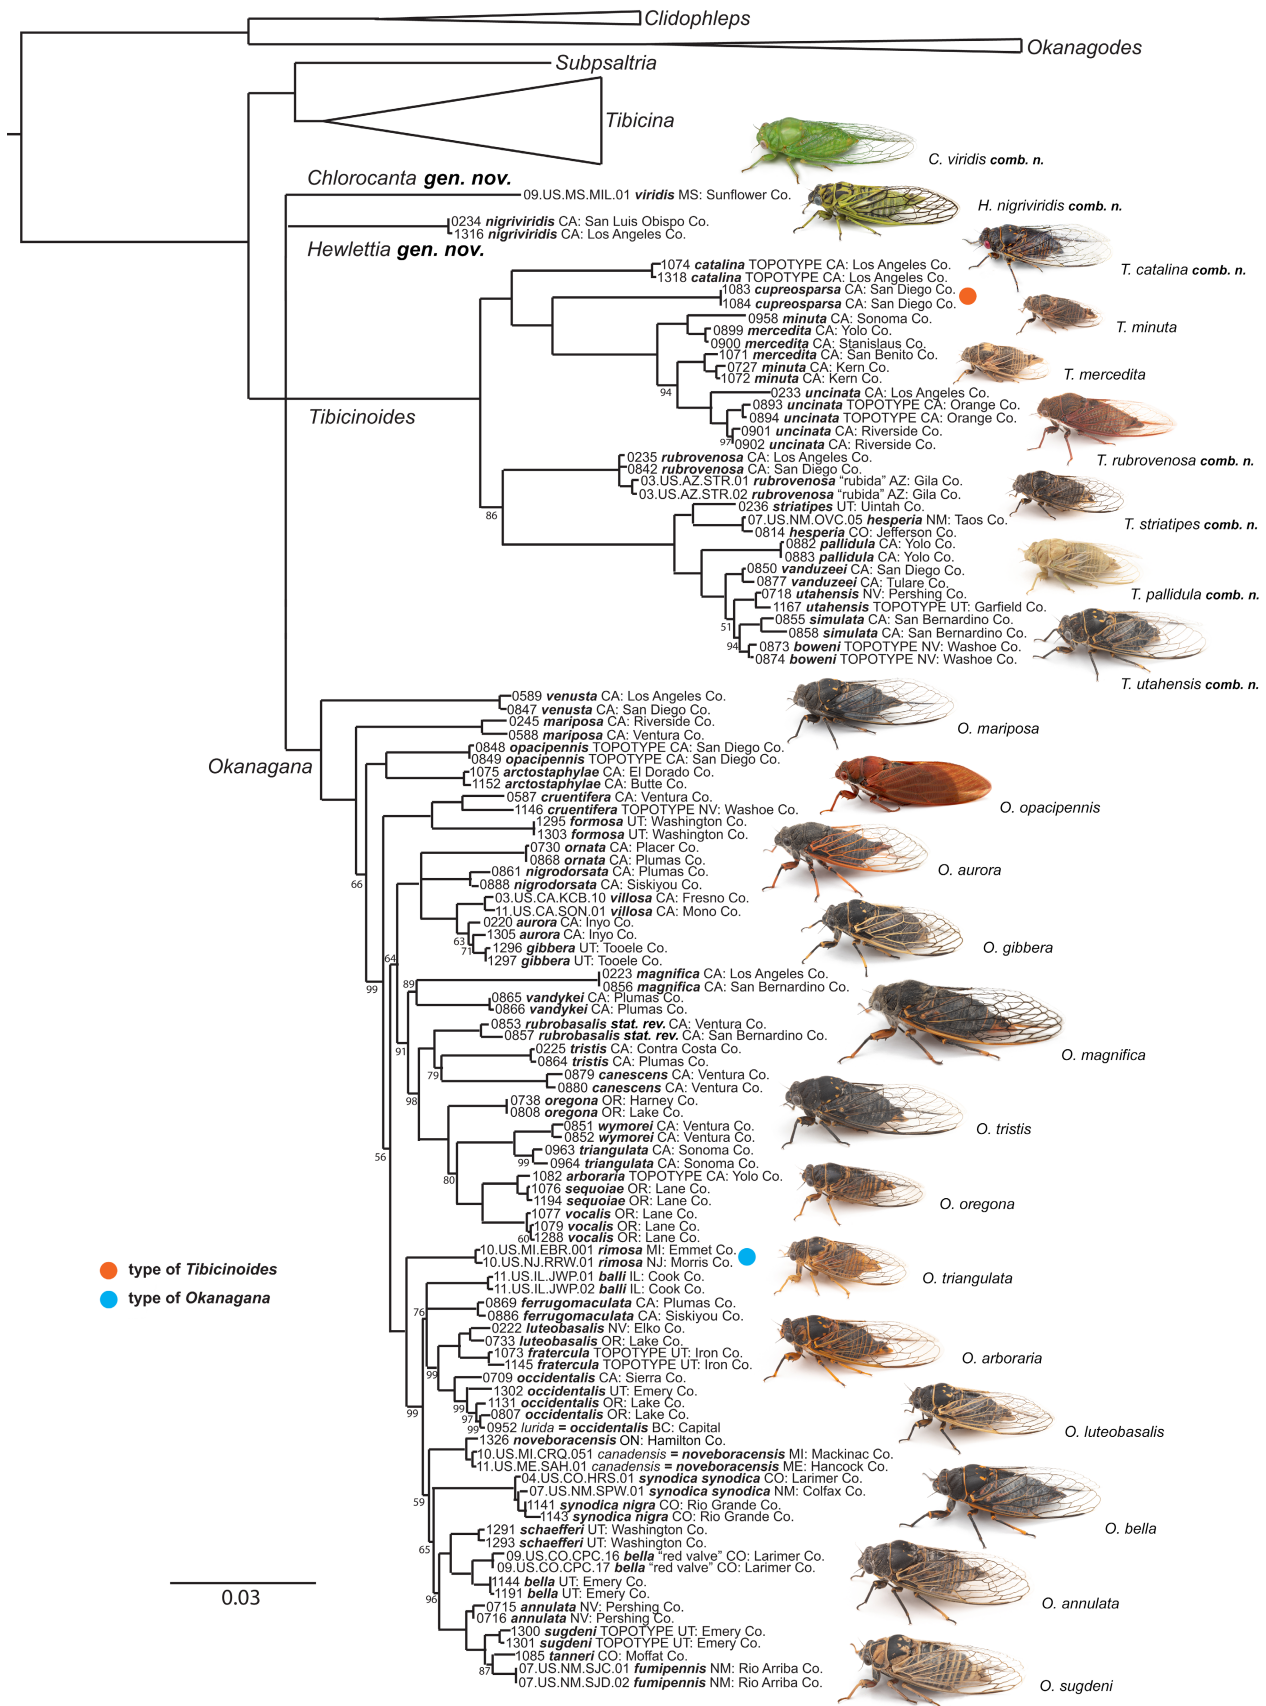 Clidophleps
Okanagodes
Subpsaltria
Tibicina
C. viridis comb. n.
Chlorocanta gen. nov.
09.US.MS.MIL.01 viridis MS: Sunflower Co.
H. nigriviridis comb. n.
0234 nigriviridis CA: San Luis Obispo Co.
1316 nigriviridis CA: Los Angeles Co.
Hewlettia gen. nov.
T. catalina comb. n.
1074 catalina TOPOTYPE CA: Los Angeles Co.
1318 catalina TOPOTYPE CA: Los Angeles Co.
1083 cupreosparsa CA: San Diego Co.
1084 cupreosparsa CA: San Diego Co.
0958 minuta CA: Sonoma Co.
T. minuta
0899 mercedita CA: Yolo Co.
0900 mercedita CA: Stanislaus Co.
1071 mercedita CA: San Benito Co.
0727 minuta CA: Kern Co.
1072 minuta CA: Kern Co.
T. mercedita
94
0233 uncinata CA: Los Angeles Co.
0893 uncinata TOPOTYPE CA: Orange Co.
0894 uncinata TOPOTYPE CA: Orange Co.
Tibicinoides
0901 uncinata CA: Riverside Co.
97
0902 uncinata CA: Riverside Co.
0235 rubrovenosa CA: Los Angeles Co.
T. rubrovenosa comb. n.
0842 rubrovenosa CA: San Diego Co.
03.US.AZ.STR.01 rubrovenosa “rubida” AZ: Gila Co.
03.US.AZ.STR.02 rubrovenosa “rubida” AZ: Gila Co.
86
0236 striatipes UT: Uintah Co.
07.US.NM.OVC.05 hesperia NM: Taos Co.
T. striatipes comb. n.
0814 hesperia CO: Jefferson Co.
0882 pallidula CA: Yolo Co.
0883 pallidula CA: Yolo Co.
0850 vanduzeei CA: San Diego Co.
0877 vanduzeei CA: Tulare Co.
0718 utahensis NV: Pershing Co.
T. pallidula comb. n.
1167 utahensis TOPOTYPE UT: Garfield Co.
51
0855 simulata CA: San Bernardino Co.
0858 simulata CA: San Bernardino Co.
94
0873 boweni TOPOTYPE NV: Washoe Co.
0874 boweni TOPOTYPE NV: Washoe Co.
T. utahensis comb. n.
0589 venusta CA: Los Angeles Co.
0847 venusta CA: San Diego Co.
0245 mariposa CA: Riverside Co.
0588 mariposa CA: Ventura Co.
O. mariposa
0848 opacipennis TOPOTYPE CA: San Diego Co.
0849 opacipennis TOPOTYPE CA: San Diego Co.
Okanagana
1075 arctostaphylae CA: El Dorado Co.
1152 arctostaphylae CA: Butte Co.
0587 cruentifera CA: Ventura Co.
1146 cruentifera TOPOTYPE NV: Washoe Co.
O. opacipennis
1295 formosa UT: Washington Co.
1303 formosa UT: Washington Co.
0730 ornata CA: Placer Co.
0868 ornata CA: Plumas Co.
0861 nigrodorsata CA: Plumas Co.
O. aurora
66
0888 nigrodorsata CA: Siskiyou Co.
03.US.CA.KCB.10 villosa CA: Fresno Co.
11.US.CA.SON.01 villosa CA: Mono Co.
0220 aurora CA: Inyo Co.
1305 aurora CA: Inyo Co.
63
1296 gibbera UT: Tooele Co.
O. gibbera
71
1297 gibbera UT: Tooele Co.
64
0223 magnifica CA: Los Angeles Co.
89
0856 magnifica CA: San Bernardino Co.
99
0865 vandykei CA: Plumas Co.
0866 vandykei CA: Plumas Co.
0853 rubrobasalis stat. rev. CA: Ventura Co.
0857 rubrobasalis stat. rev. CA: San Bernardino Co.
91
0225 tristis CA: Contra Costa Co.
O. magnifica
0864 tristis CA: Plumas Co.
79
0879 canescens CA: Ventura Co.
0880 canescens CA: Ventura Co.
98
0738 oregona OR: Harney Co.
0808 oregona OR: Lake Co.
0851 wymorei CA: Ventura Co.
O. tristis
0852 wymorei CA: Ventura Co.
0963 triangulata CA: Sonoma Co.
56
99
0964 triangulata CA: Sonoma Co.
80
1082 arboraria TOPOTYPE CA: Yolo Co.
1076 sequoiae OR: Lane Co.
1194 sequoiae OR: Lane Co.
O. oregona
1077 vocalis OR: Lane Co.
1079 vocalis OR: Lane Co.
60
1288 vocalis OR: Lane Co.
10.US.MI.EBR.001 rimosa MI: Emmet Co.
10.US.NJ.RRW.01 rimosa NJ: Morris Co.
type of Tibicinoides
11.US.IL.JWP.01 balli IL: Cook Co.
O. triangulata
11.US.IL.JWP.02 balli IL: Cook Co.
type of Okanagana
0869 ferrugomaculata CA: Plumas Co.
76
0886 ferrugomaculata CA: Siskiyou Co.
0222 luteobasalis NV: Elko Co.
0733 luteobasalis OR: Lake Co.
1073 fratercula TOPOTYPE UT: Iron Co.
O. arboraria
1145 fratercula TOPOTYPE UT: Iron Co.
99
0709 occidentalis CA: Sierra Co.
1302 occidentalis UT: Emery Co.
1131 occidentalis OR: Lake Co.
99
99
0807 occidentalis OR: Lake Co.
97
99
0952 lurida = occidentalis BC: Capital
O. luteobasalis
1326 noveboracensis ON: Hamilton Co.
10.US.MI.CRQ.051 canadensis = noveboracensis MI: Mackinac Co.
11.US.ME.SAH.01 canadensis = noveboracensis ME: Hancock Co.
04.US.CO.HRS.01 synodica synodica CO: Larimer Co.
07.US.NM.SPW.01 synodica synodica NM: Colfax Co.
59
1141 synodica nigra CO: Rio Grande Co.
1143 synodica nigra CO: Rio Grande Co.
O. bella
1291 schaefferi UT: Washington Co.
1293 schaefferi UT: Washington Co.
65
09.US.CO.CPC.16 bella “red valve” CO: Larimer Co.
09.US.CO.CPC.17 bella “red valve” CO: Larimer Co.
1144 bella UT: Emery Co.
1191 bella UT: Emery Co.
0.03
96
0715 annulata NV: Pershing Co.
O. annulata
0716 annulata NV: Pershing Co.
1300 sugdeni TOPOTYPE UT: Emery Co.
1301 sugdeni TOPOTYPE UT: Emery Co.
1085 tanneri CO: Moffat Co.
87
07.US.NM.SJC.01 fumipennis NM: Rio Arriba Co.
07.US.NM.SJD.02 fumipennis NM: Rio Arriba Co.
O. sugdeni